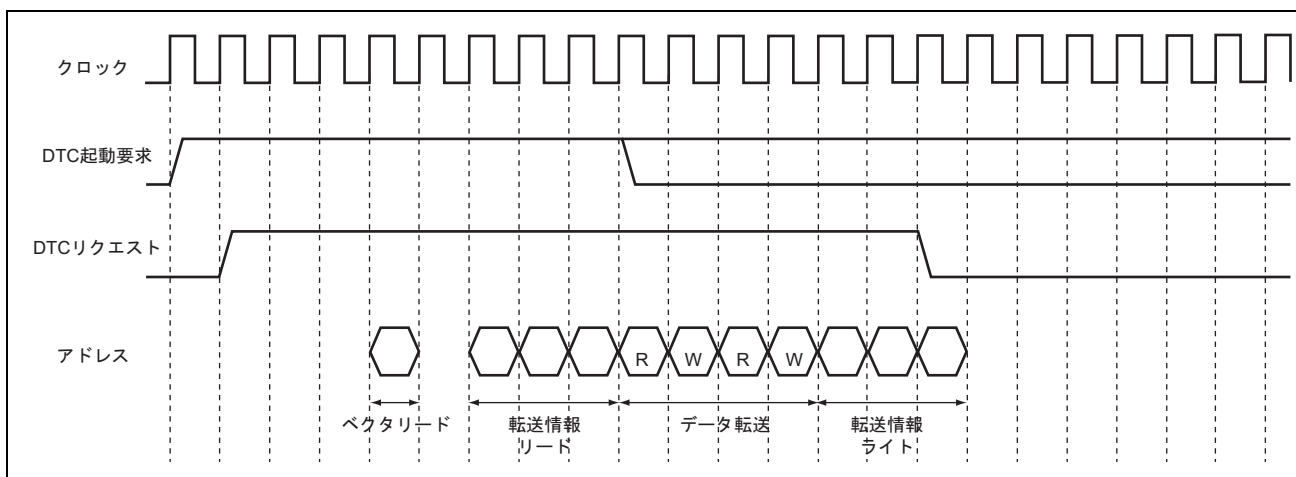 クロック
DTC起動要求
DTCリクエスト
アドレス
R W R W
ベクタリード
転送情報
リード
データ転送
転送情報
ライト